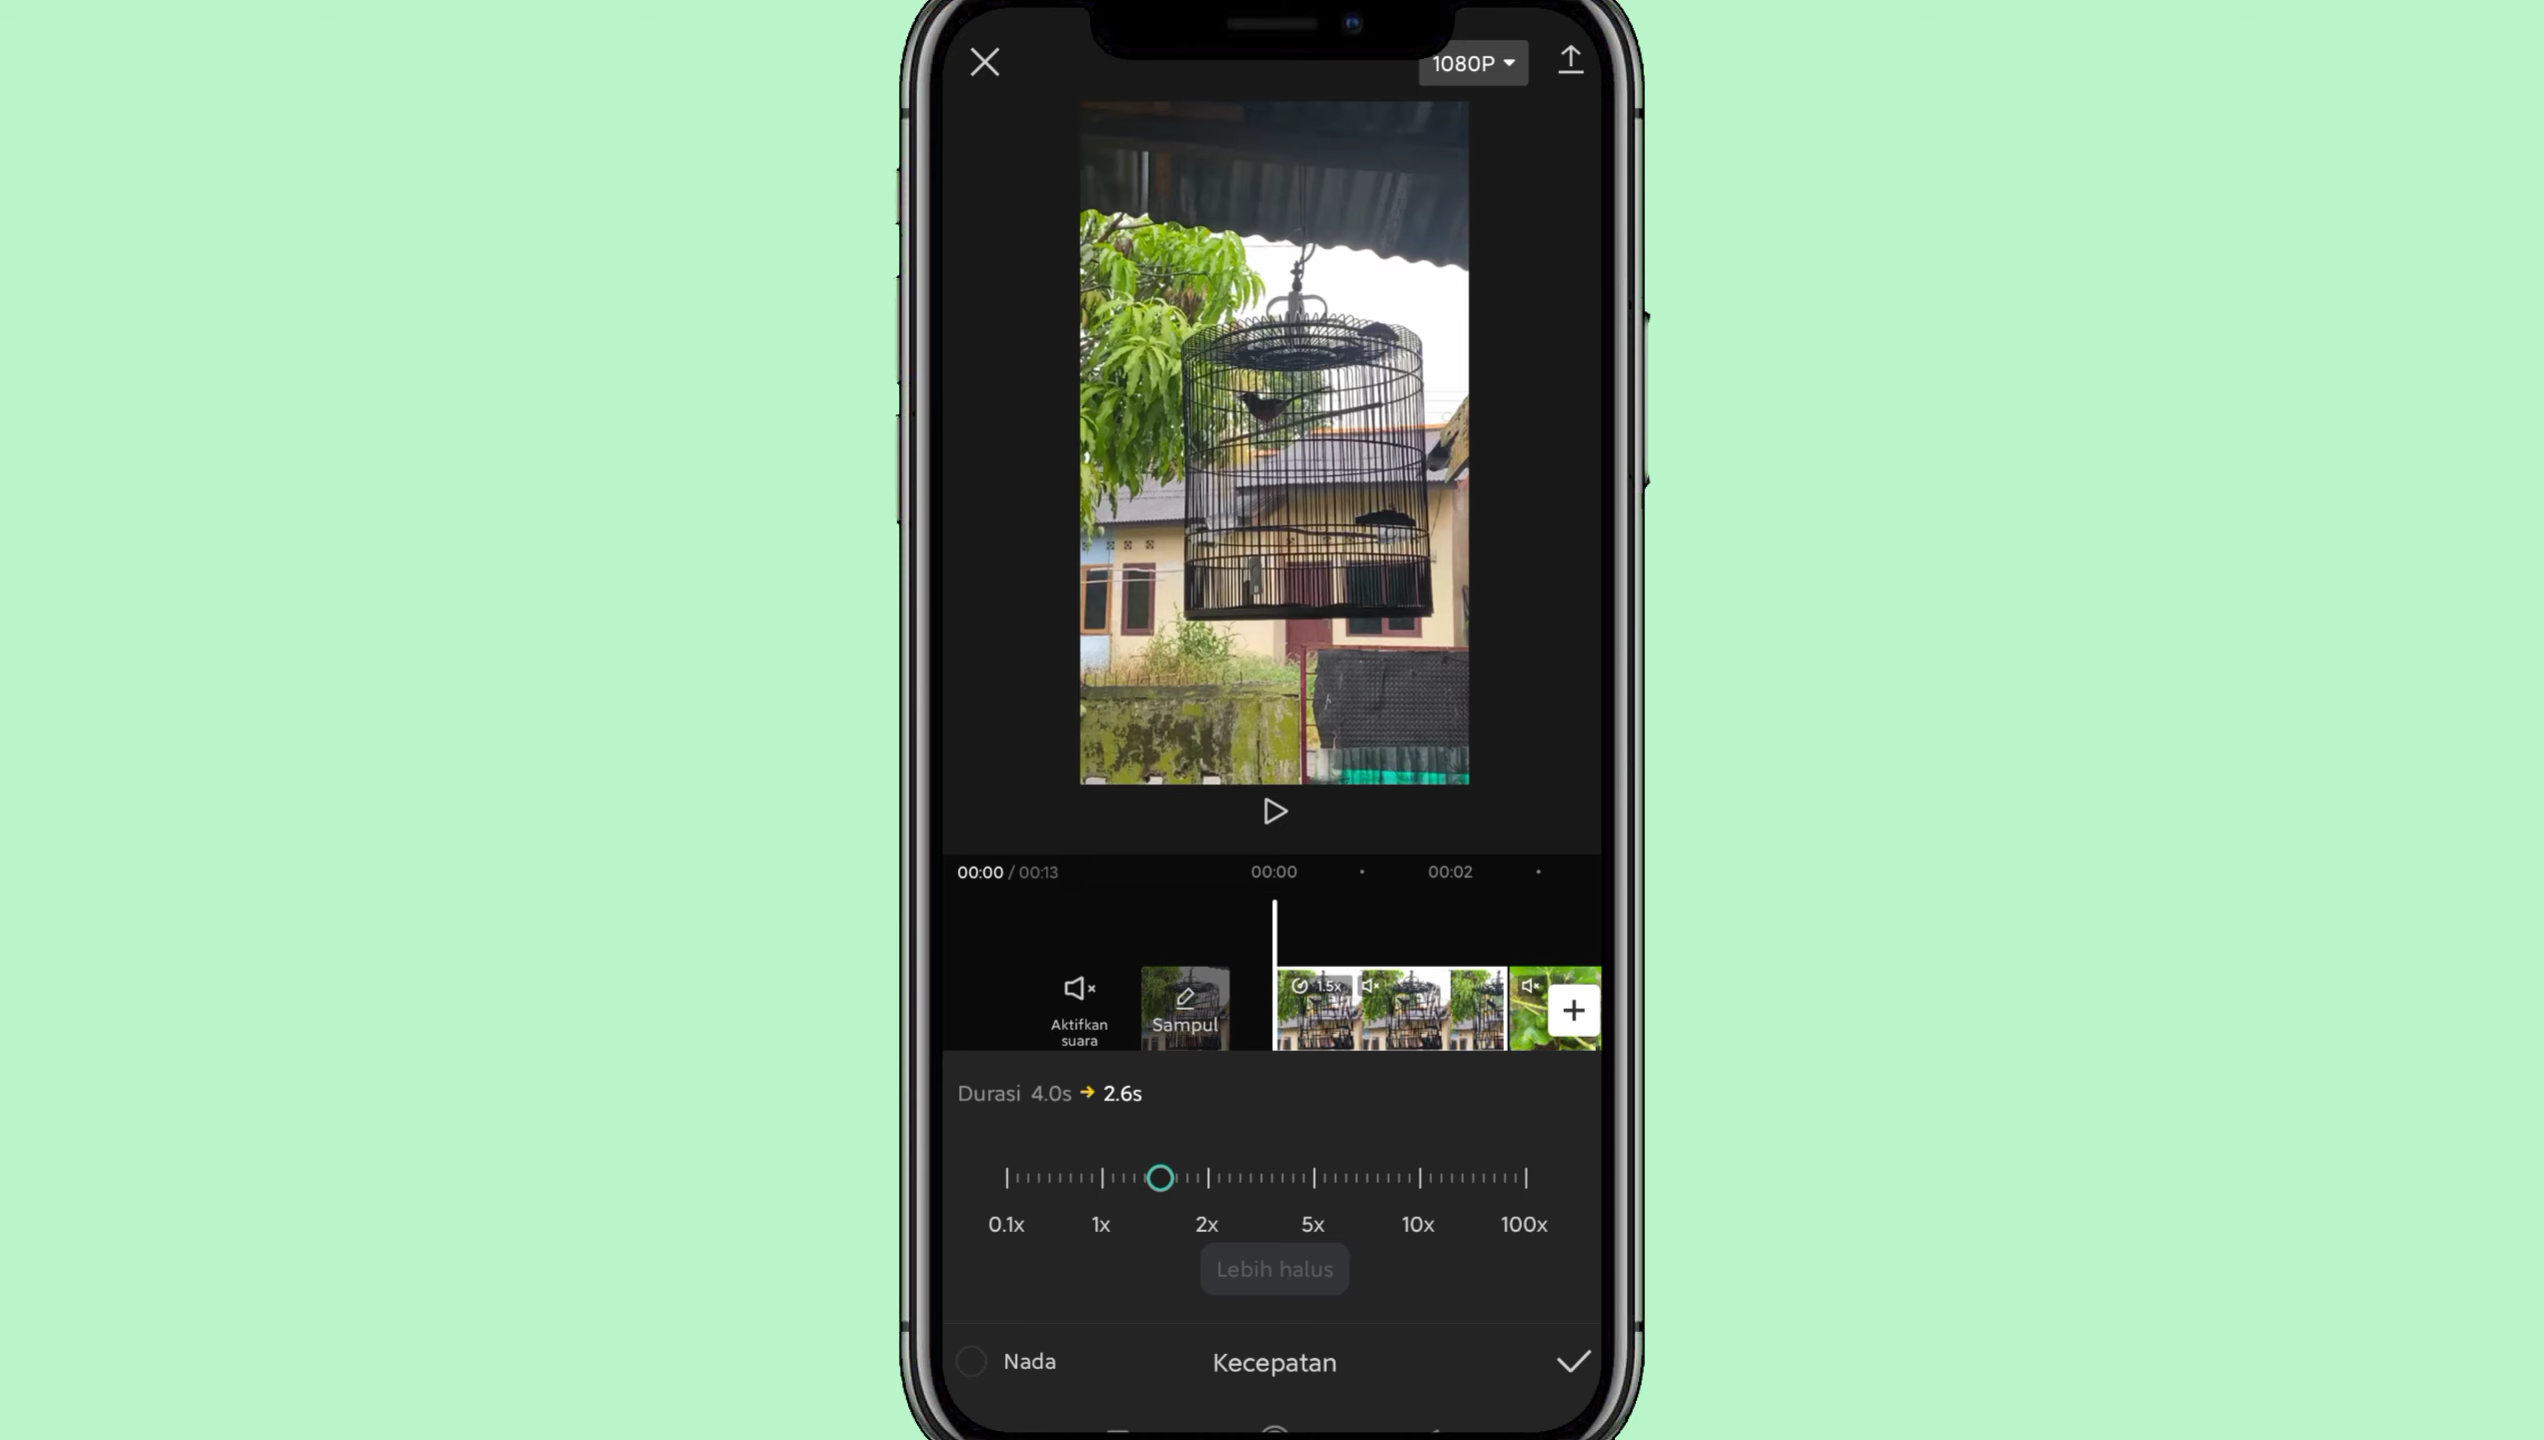 1080P
00:00 / 00:13
00:00
00:02
1.5x
Aktifkan
suara
Sampul
Durasi 4.0s → 2.6s
0.1x 1x 2x 5x 10x 100x
Lebih halus
Nada
Kecepatan